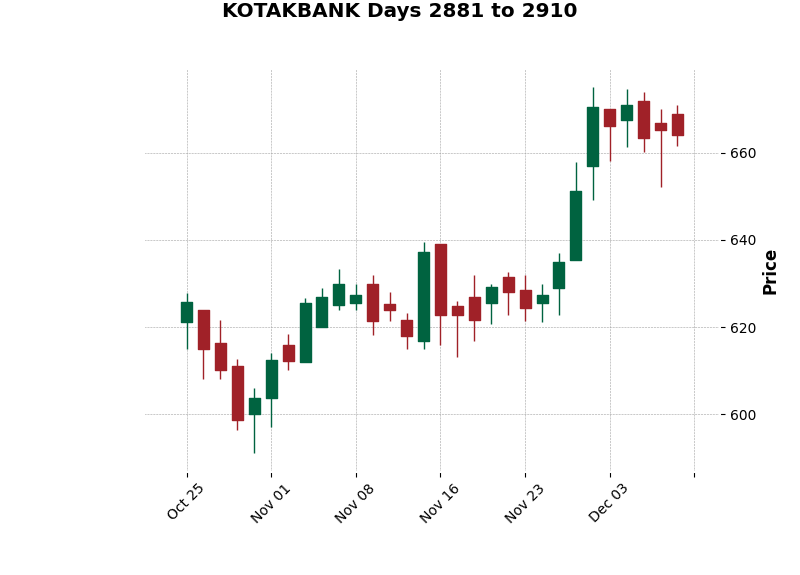 KOTAKBANK Days 2881 to 2910
660
640
620
600
Price
Oct 25
Nov 01
Nov 08
Nov 16
Nov 23
Dec 03